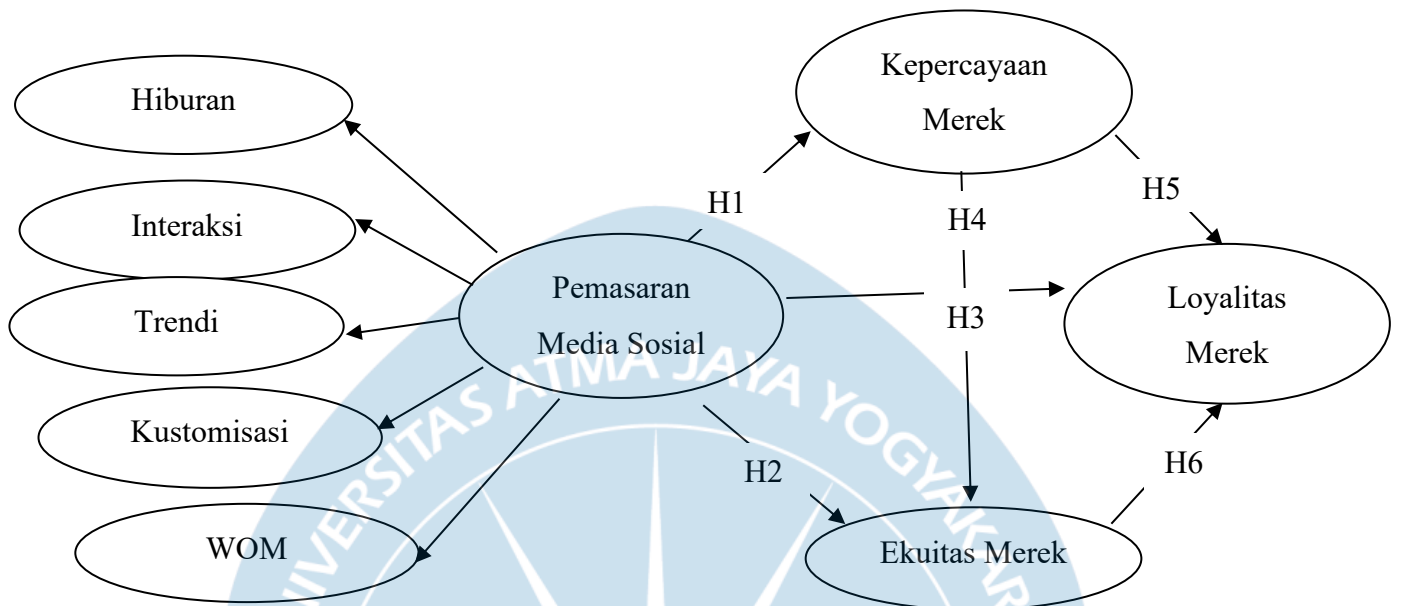 Hiburan
Interaksi
Trendi
Kustomisasi
WOM
Pemasaran
Media Sosial
H1
H2
H3
H4
H5
H6
Kepercayaan
Merek
Loyalitas
Merek
Ekuitas Merek
UNIVERSITAS ATMA JAYA YOGYAKAR